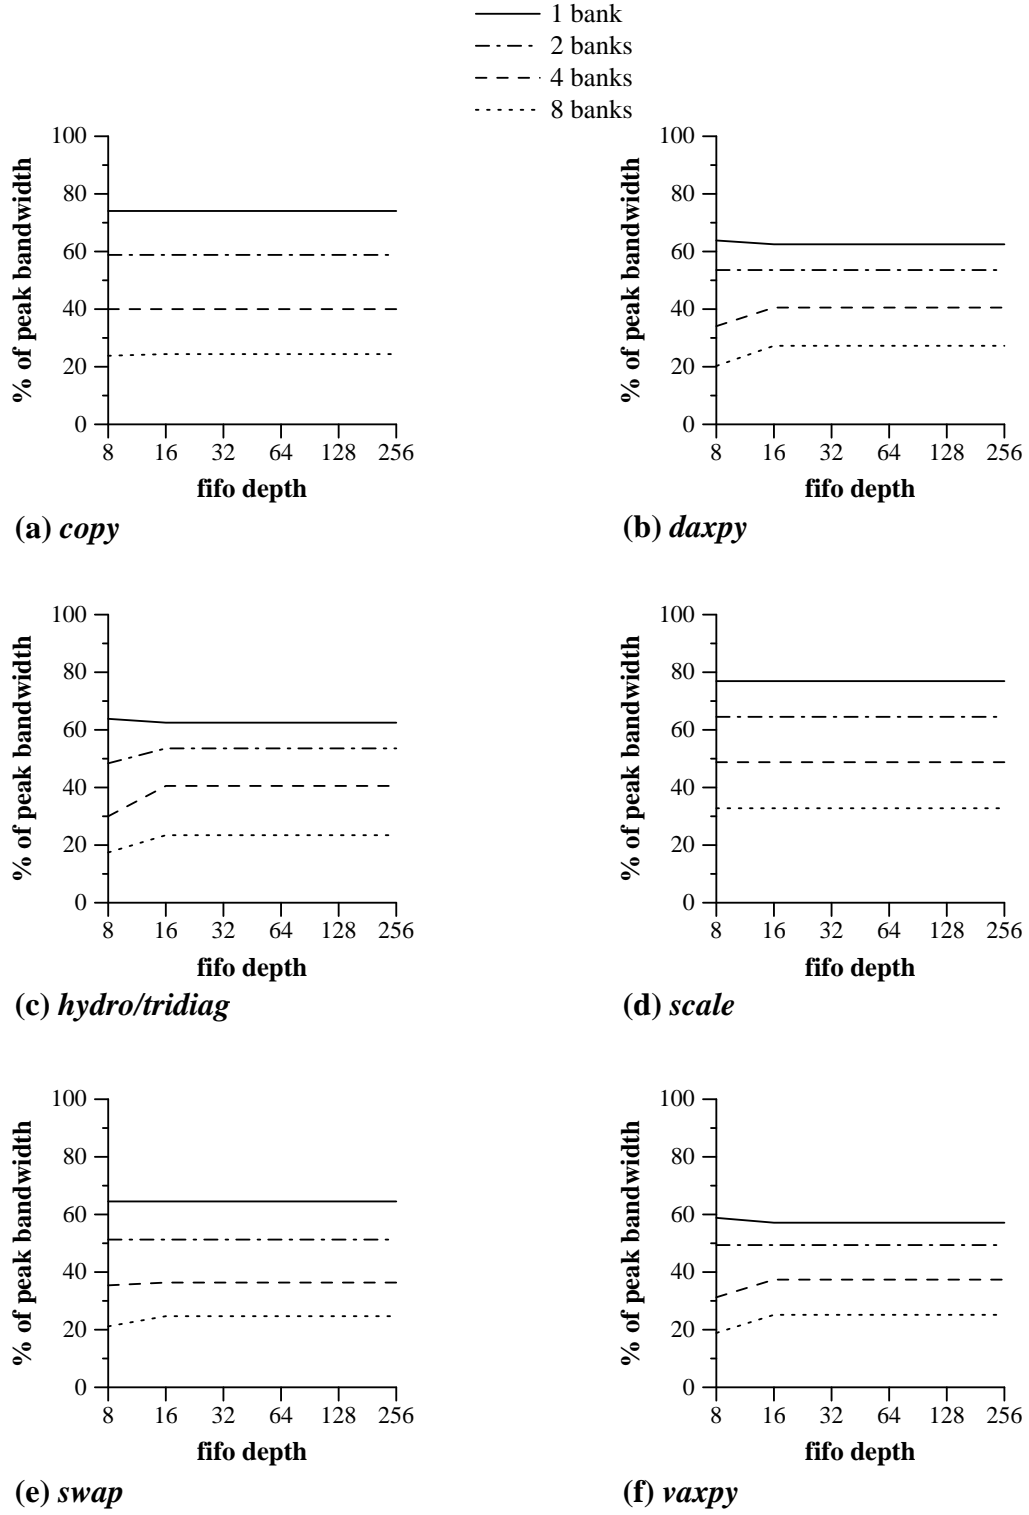 1 bank
2 banks
4 banks
8 banks
100
80
60
40
20
0
% of peak bandwidth
8 16 32 64 128 256
fifo depth
(a) copy
100
80
60
40
20
0
% of peak bandwidth
8 16 32 64 128 256
fifo depth
(b) daxpy
100
80
60
40
20
0
% of peak bandwidth
8 16 32 64 128 256
fifo depth
(c) hydro/tridiag
100
80
60
40
20
0
% of peak bandwidth
8 16 32 64 128 256
fifo depth
(d) scale
100
80
60
40
20
0
% of peak bandwidth
8 16 32 64 128 256
fifo depth
(e) swap
100
80
60
40
20
0
% of peak bandwidth
8 16 32 64 128 256
fifo depth
(f) vaxpy